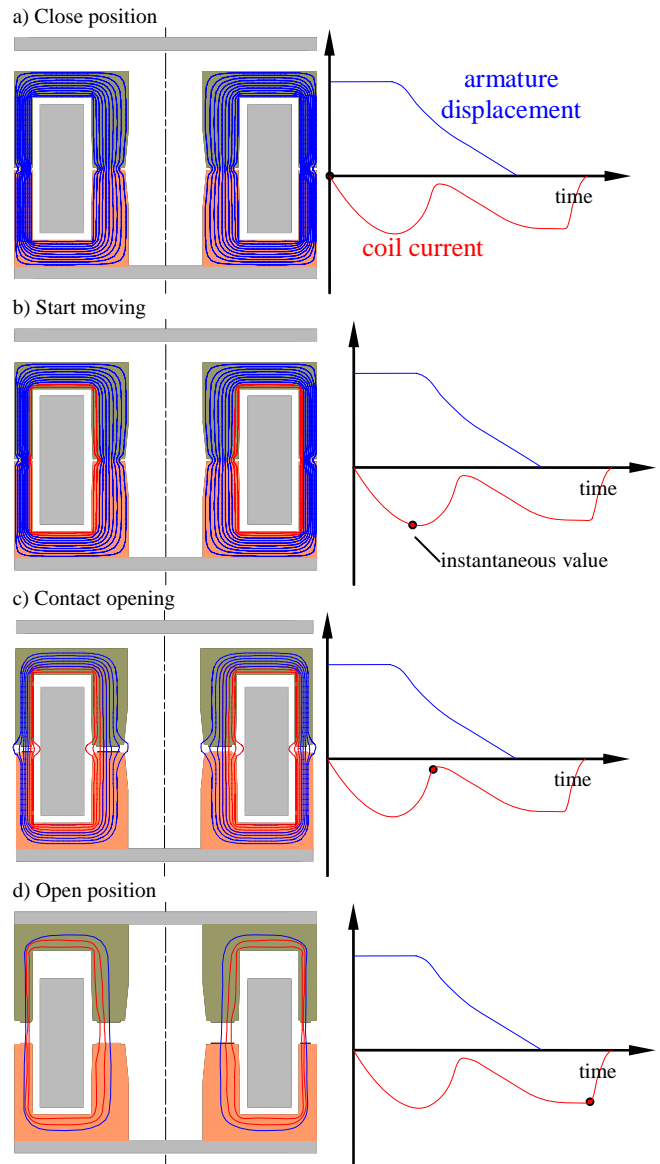 a) Close position
armature
displacement
time
coil current
b) Start moving
time
instantaneous value
c) Contact opening
time
d) Open position
time